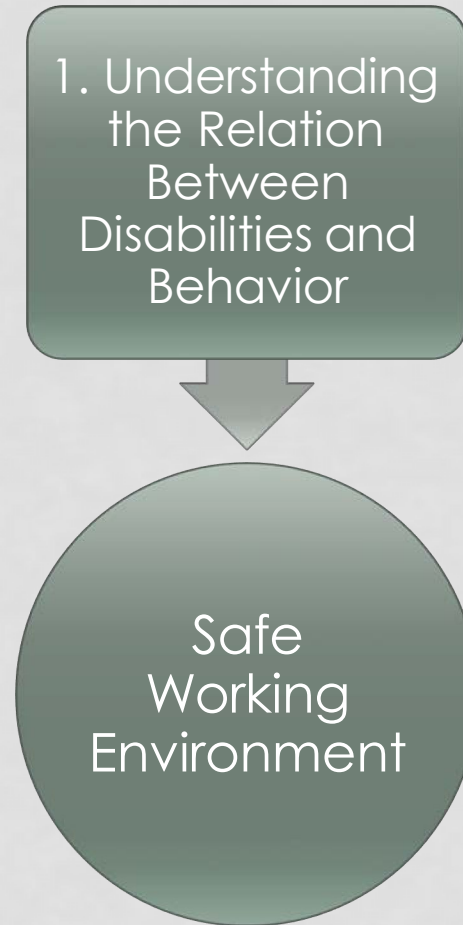 1. Understanding
the Relation
Between
Disabilities and
Behavior
Safe
Working
Environment